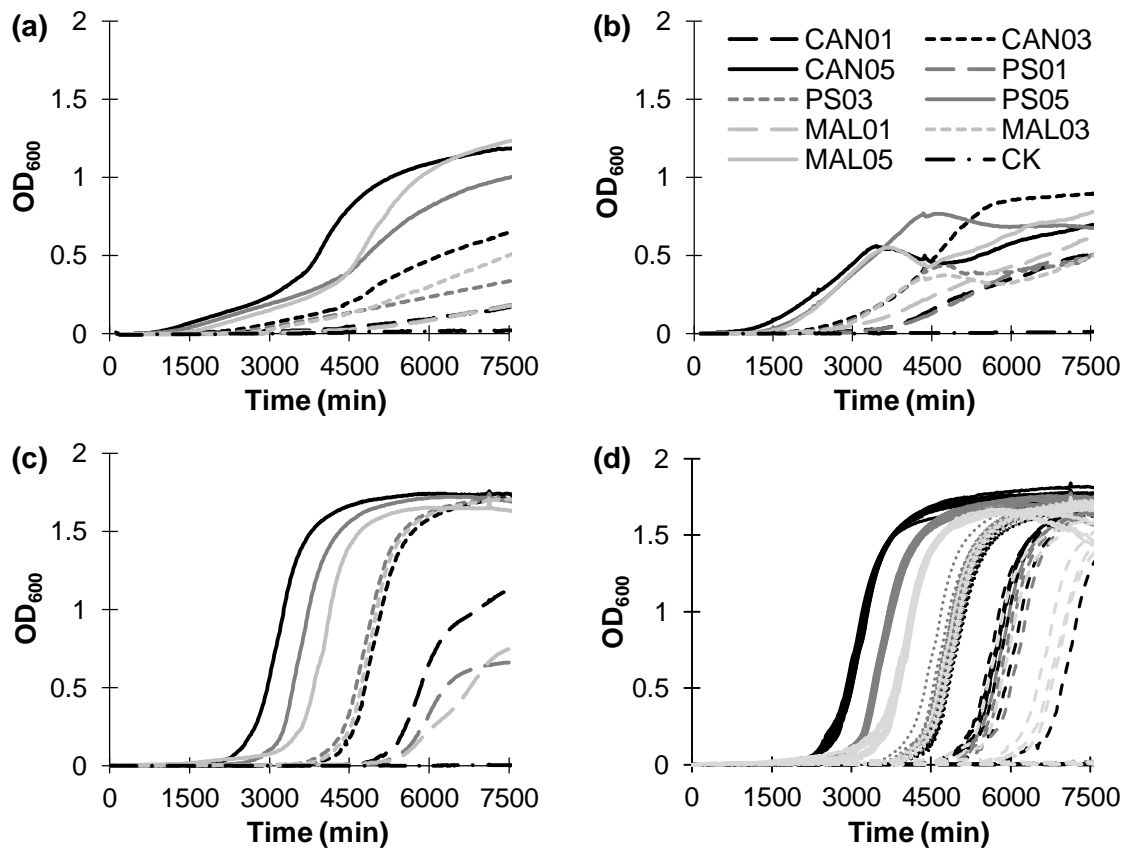 (a)
2
1.5
1
0.5
0
OD600
0 1500 3000 4500 6000 7500
Time (min)
(b)
2
1.5
1
0.5
0
OD600
CAN01 CAN03
CAN05 PS01
PS03 PS05
MAL01 MAL03
MAL05 CK
0 1500 3000 4500 6000 7500
Time (min)
(c)
2
1.5
1
0.5
0
OD600
0 1500 3000 4500 6000 7500
Time (min)
(d)
2
1.5
1
0.5
0
OD600
0 1500 3000 4500 6000 7500
Time (min)